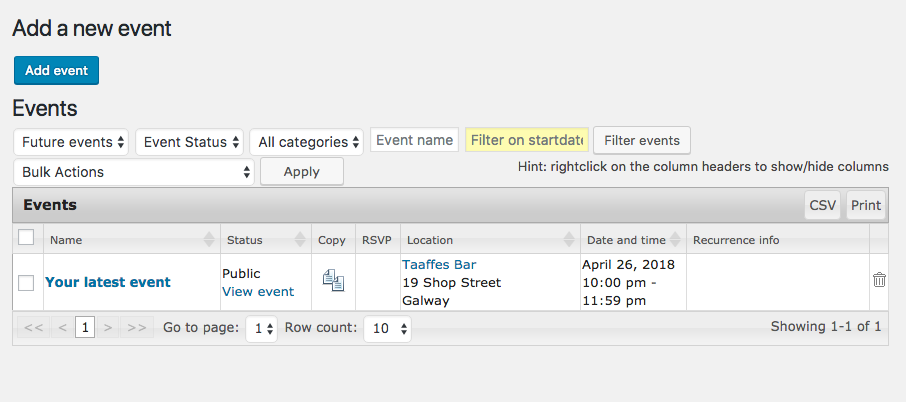 Add a new event
Add event
Events
Future events Event Status All categories Event name Filter on startdate Filter events
Bulk Actions Apply Hint: rightclick on the column headers to show/hide columns
Events CSV Print
Name Status Copy RSVP Location Date and time Recurrence info
Your latest event
Public
View event
Taaffes Bar
19 Shop Street
Galway
April 26, 2018
10:00 pm -
11:59 pm
<< < 1 > >> Go to page: 1 Row count: 10 Showing 1-1 of 1